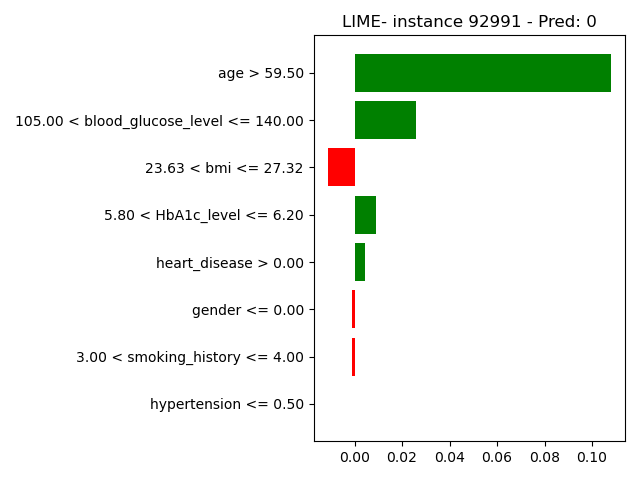 LIME- instance 92991 - Pred: 0
age > 59.50
105.00 < blood_glucose_level <= 140.00
23.63 < bmi <= 27.32
5.80 < HbA1c_level <= 6.20
heart_disease > 0.00
gender <= 0.00
3.00 < smoking_history <= 4.00
hypertension <= 0.50
0.00 0.02 0.04 0.06 0.08 0.10